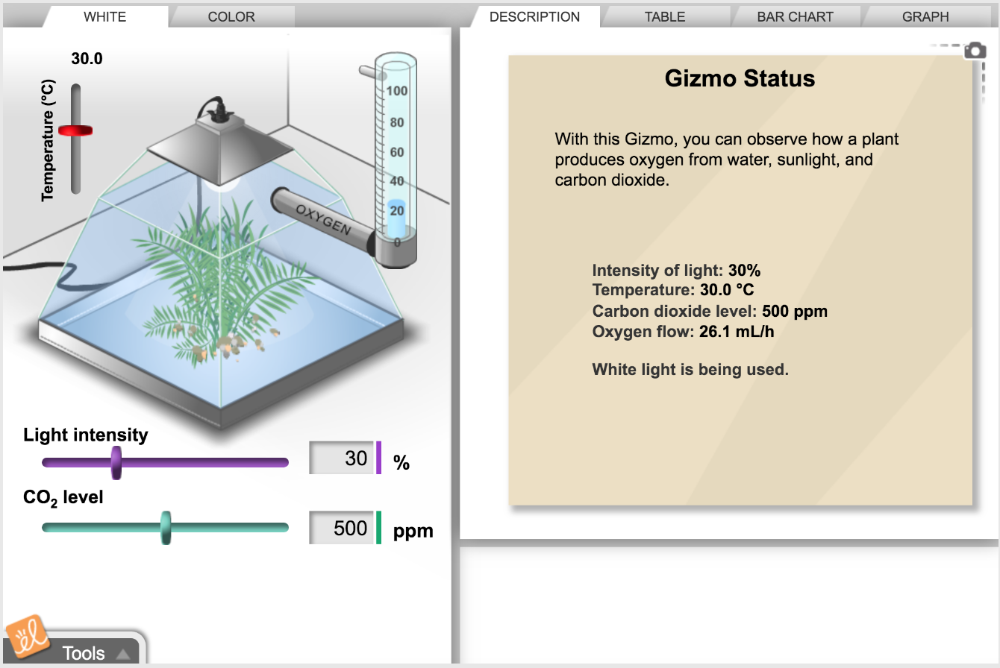 WHITE
COLOR
DESCRIPTION
TABLE
BAR CHART
GRAPH
30.0
Temperature (°C)
100
80
60
40
20
0
OXYGEN
Light intensity
30 %
CO₂ level
500 ppm
Tools
Gizmo Status
With this Gizmo, you can observe how a plant
produces oxygen from water, sunlight, and
carbon dioxide.
Intensity of light: 30%
Temperature: 30.0 °C
Carbon dioxide level: 500 ppm
Oxygen flow: 26.1 mL/h
White light is being used.